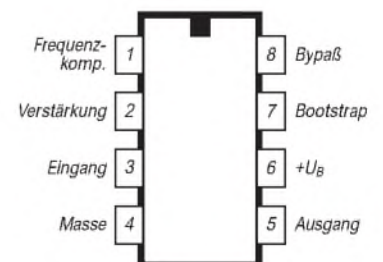 Frequenz-
komp. 1
8 Bypaß
Verstärkung 2
7 Bootstrap
Eingang 3
6 +U_B
Masse 4
5 Ausgang